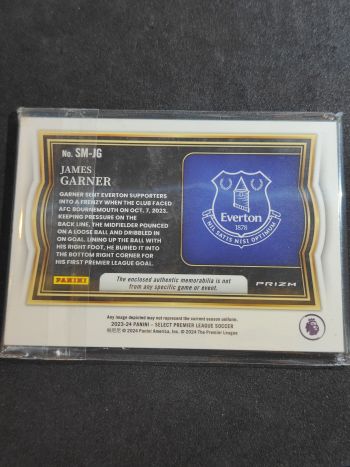 No. SM-JG
JAMES
GARNER
GARNER SENT EVERTON SUPPORTERS
INTO A FRENZY WHEN THE CLUB FACED
AFC BOURNEMOUTH ON OCT. 7, 2023.
KEEPING PRESSURE ON THE
BACK LINE, THE MIDFIELDER POUNCED
ON A LOOSE BALL AND DRIBBLED IN
ON GOAL. LINING UP THE BALL WITH
HIS RIGHT FOOT, HE BURIED IT INTO
THE BOTTOM RIGHT CORNER FOR
HIS FIRST PREMIER LEAGUE GOAL.
Everton
1878
NIL SATIS NISI OPTIMUM
PANINI
The enclosed authentic memorabilia is not
from any specific game or event.
PRIZM
Any image depicted may not represent the current season uniform.
2023-24 PANINI – SELECT PREMIER LEAGUE SOCCER
© 2024 Panini America, Inc. © 2024 The Premier League